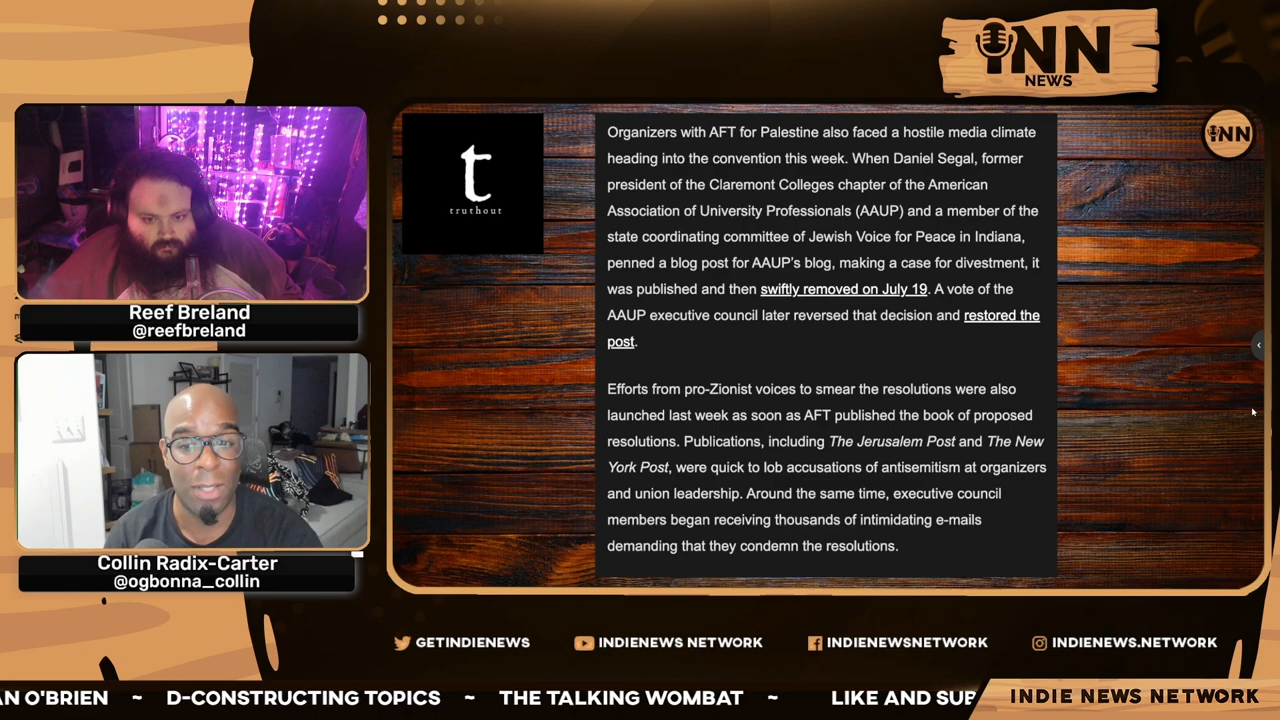 INN
NEWS
INN
t
truthout
Organizers with AFT for Palestine also faced a hostile media climate
heading into the convention this week. When Daniel Segal, former
president of the Claremont Colleges chapter of the American
Association of University Professionals (AAUP) and a member of the
state coordinating committee of Jewish Voice for Peace in Indiana,
penned a blog post for AAUP’s blog, making a case for divestment, it
was published and then swiftly removed on July 19. A vote of the
AAUP executive council later reversed that decision and restored the
post.
Efforts from pro-Zionist voices to smear the resolutions were also
launched last week as soon as AFT published the book of proposed
resolutions. Publications, including The Jerusalem Post and The New
York Post, were quick to lob accusations of antisemitism at organizers
and union leadership. Around the same time, executive council
members began receiving thousands of intimidating e-mails
demanding that they condemn the resolutions.
Reef Breland
@reefbreland
Collin Radix-Carter
@ogbonna_collin
GETINDIENEWS
INDIENEWS NETWORK
INDIENEWSNETWORK
INDIENEWS.NETWORK
AN O'BRIEN ~ D-CONSTRUCTING TOPICS ~ THE TALKING WOMBAT ~ LIKE AND SUB
INDIE NEWS NETWORK